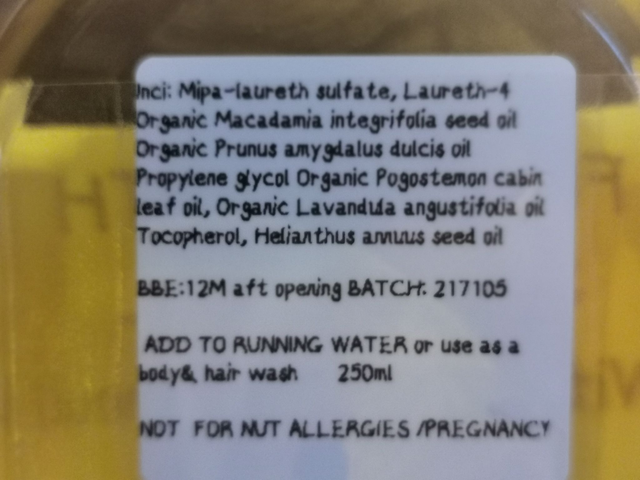 Inci: Mipa-laureth sulfate, Laureth-4
Organic Macadamia integrifolia seed oil
Organic Prunus amygdalus dulcis oil
Propylene glycol Organic Pogostemon cabin
leaf oil, Organic Lavandula angustifolia oil
Tocopherol, Helianthus annuus seed oil
BBE:12M aft opening BATCH: 217105
ADD TO RUNNING WATER or use as a
body& hair wash 250ml
NOT FOR NUT ALLERGIES /PREGNANCY